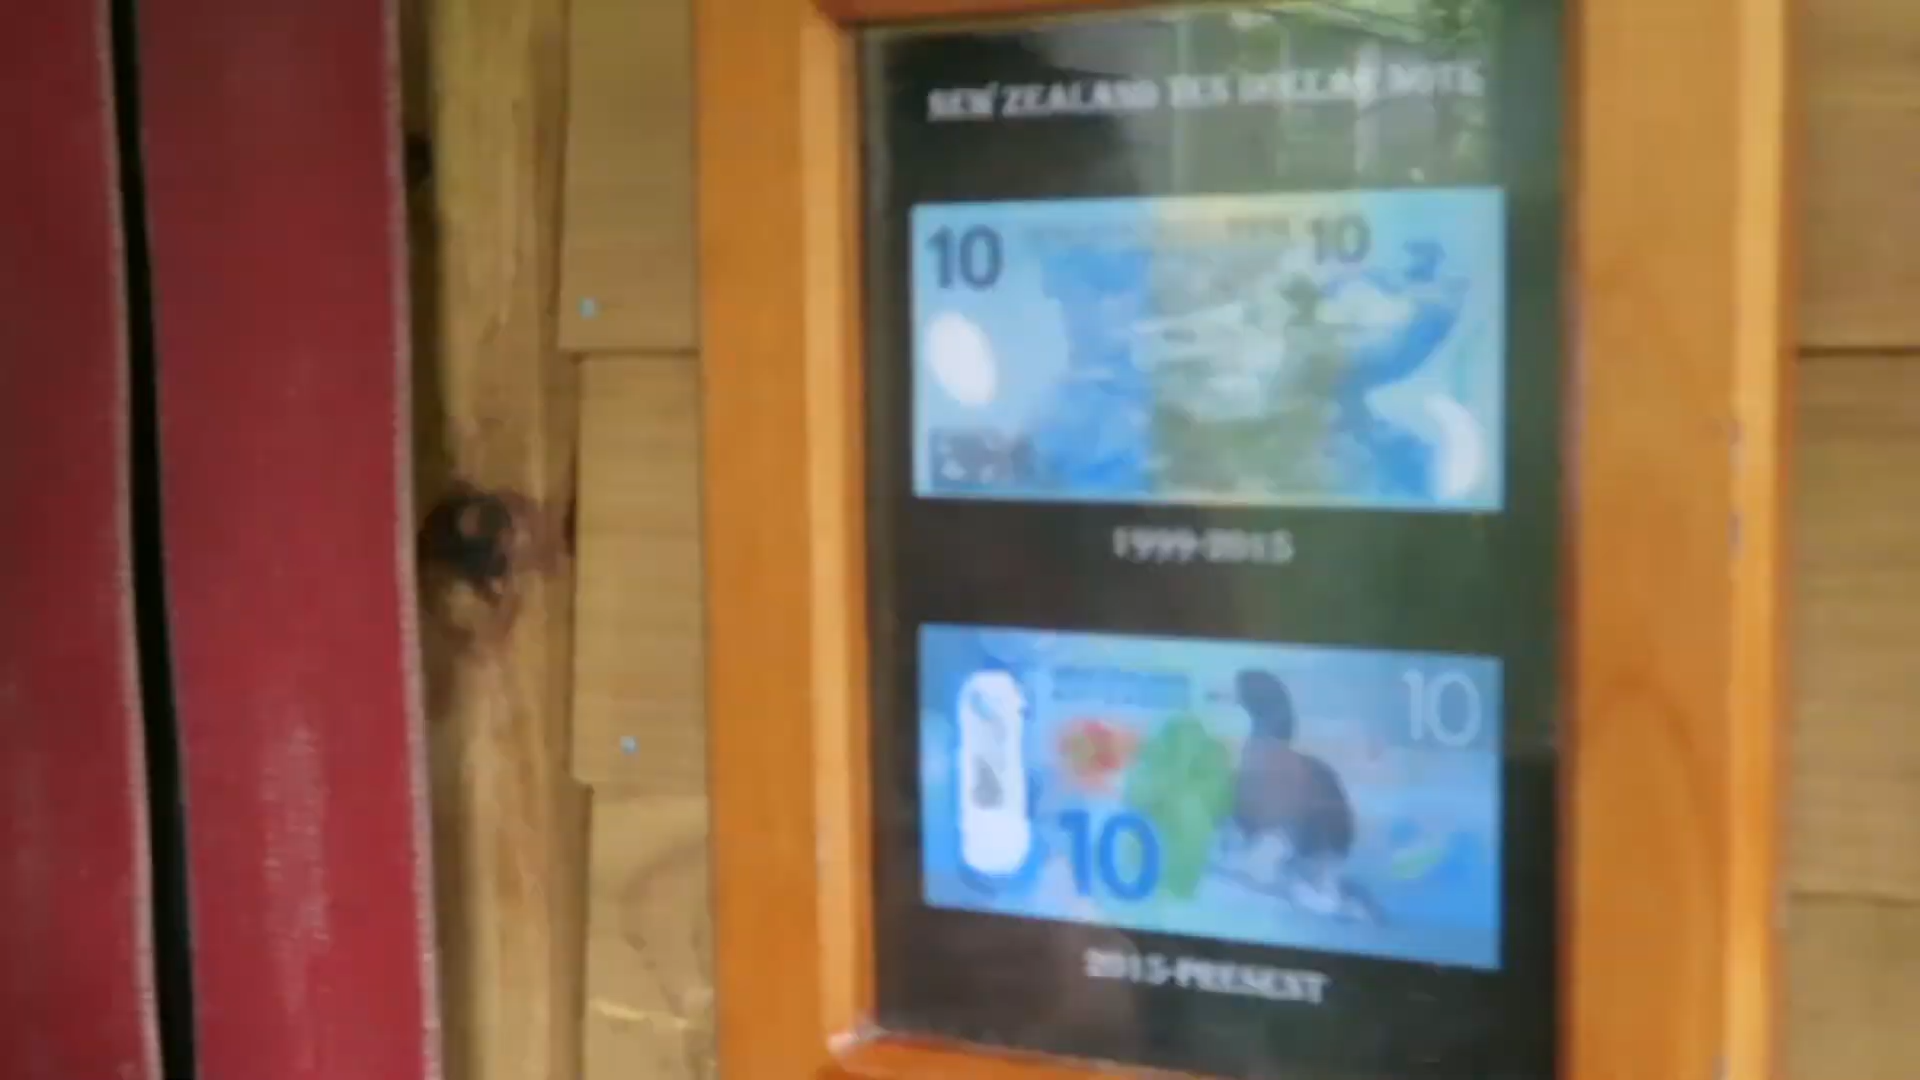 NEW ZEALAND TEN DOLLAR NOTE
10 10
1999-2015
10
10
2015-PRESENT